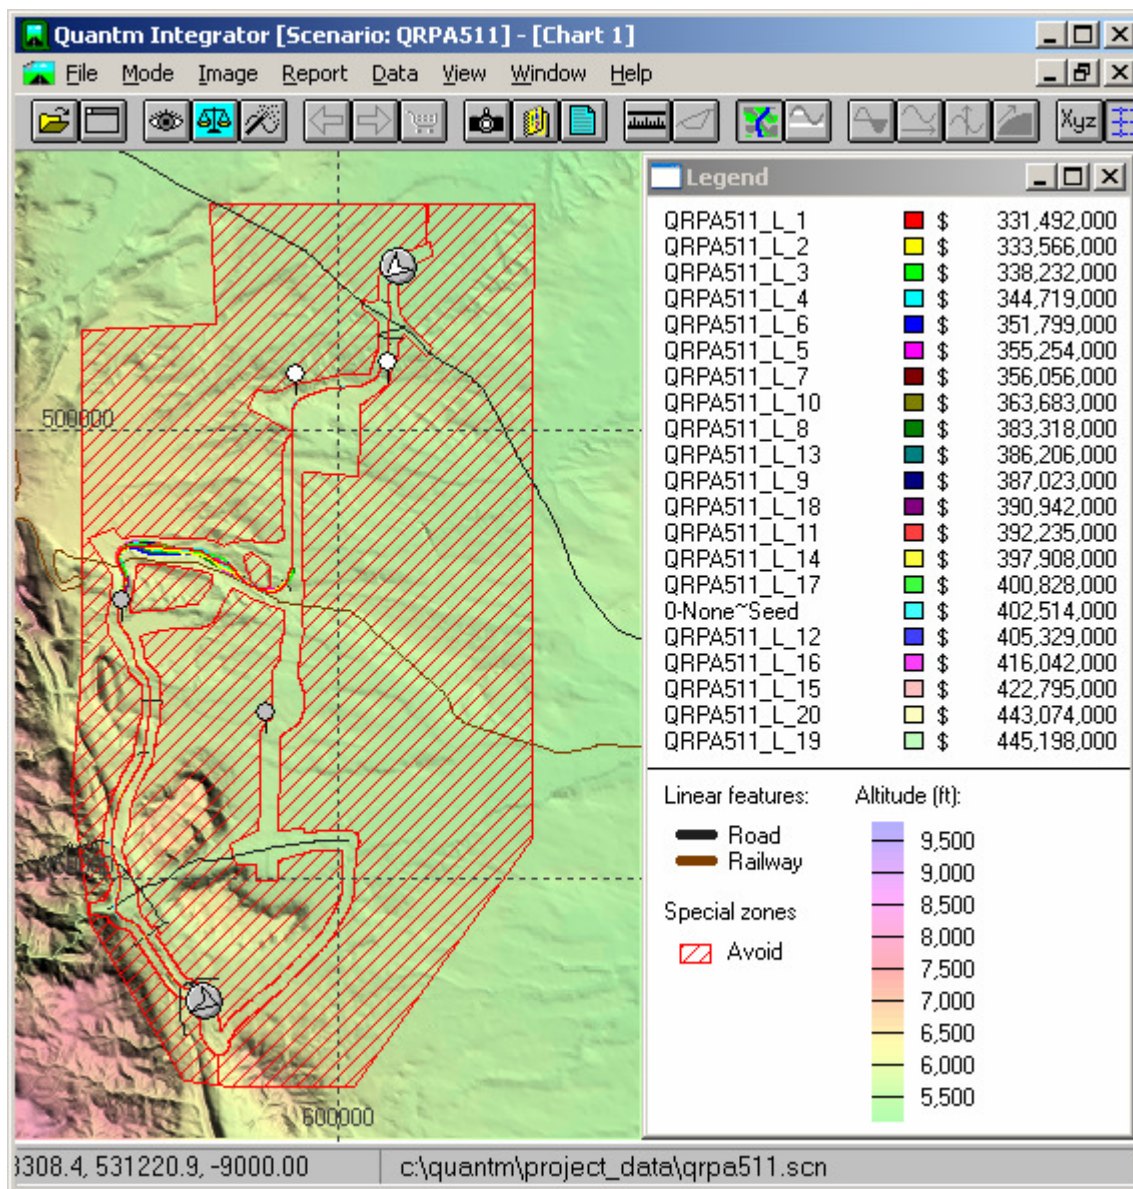 Quantm Integrator [Scenario: QRPA511] - [Chart 1]
File Mode Image Report Data View Window Help
Xyz
Legend
QRPA511_L_1 $ 331,492,000
QRPA511_L_2 $ 333,566,000
QRPA511_L_3 $ 338,232,000
QRPA511_L_4 $ 344,719,000
QRPA511_L_6 $ 351,799,000
QRPA511_L_5 $ 355,254,000
QRPA511_L_7 $ 356,056,000
QRPA511_L_10 $ 363,683,000
QRPA511_L_8 $ 383,318,000
QRPA511_L_13 $ 386,206,000
QRPA511_L_9 $ 387,023,000
QRPA511_L_18 $ 390,942,000
QRPA511_L_11 $ 392,235,000
QRPA511_L_14 $ 397,908,000
QRPA511_L_17 $ 400,828,000
0-None~Seed $ 402,514,000
QRPA511_L_12 $ 405,329,000
QRPA511_L_16 $ 416,042,000
QRPA511_L_15 $ 422,795,000
QRPA511_L_20 $ 443,074,000
QRPA511_L_19 $ 445,198,000
Linear features: Altitude (ft):
Road
Railway
Special zones
Avoid
9,500
9,000
8,500
8,000
7,500
7,000
6,500
6,000
5,500
500000
600000
3308.4, 531220.9, -9000.00
c:\quantm\project_data\qrpa511.scn